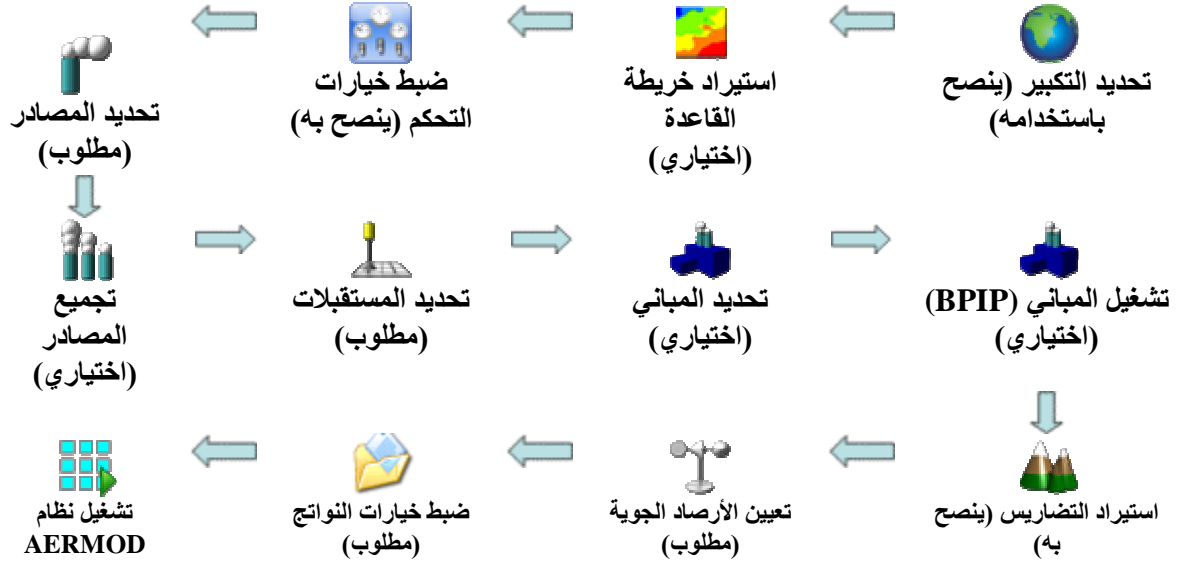 تحديد التكبير (ينصح
باستخدامه)
استيراد خريطة
القاعدة
(اختياري)
ضبط خيارات
التحكم (ينصح به)
تحديد المصادر
(مطلوب)
تجميع
المصادر
(اختياري)
تحديد المستقبلات
(مطلوب)
تحديد المباني
(اختياري)
تشغيل المباني (BPIP)
(اختياري)
استيراد التضاريس (ينصح
به)
تعيين الأرصاد الجوية
(مطلوب)
ضبط خيارات النواتج
(مطلوب)
تشغيل نظام
AERMOD